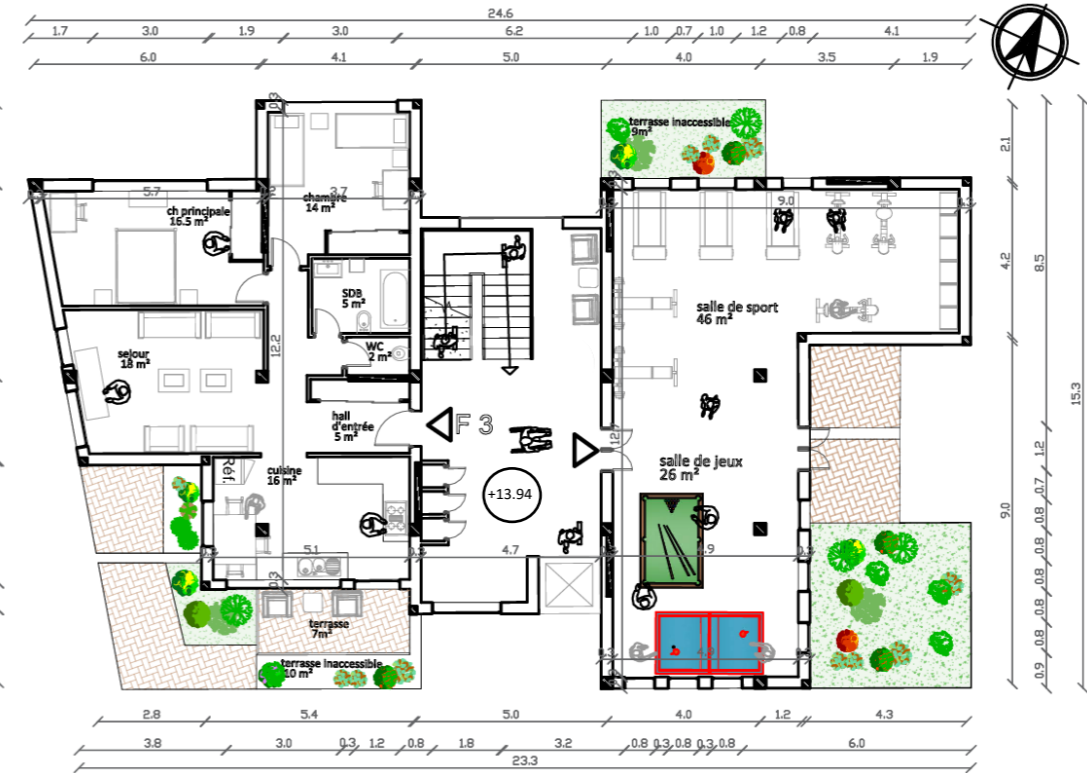 24.6
1.7 3.0 1.9 3.0 6.2 1.0 0.7 1.0 1.2 0.8 4.1
6.0 4.1 5.0 4.0 3.5 1.9
0.3
terrasse inaccessible
9m²
2.1
5.7
3.7
9.0
chambre
14 m²
ch principale
16.5 m²
4.2
8.5
SDB
5 m²
salle de sport
46 m²
WC
2 m²
sejour
18 m²
12.2
15.3
hall
d'entrée
5 m²
F 3
salle de jeux
26 m²
Réf.
cuisine
16 m²
+13.94
1.2
0.7
0.8
9.0
0.8
0.8
0.8
0.8
0.9
5.1
4.7
0.3
terrasse
7m²
terrasse inaccessible
10 m²
2.8 5.4 5.0 4.0 1.2 4.3
3.8 3.0 0.3 1.2 0.8 1.8 3.2 0.8 0.3 0.8 0.3 0.8 6.0
23.3